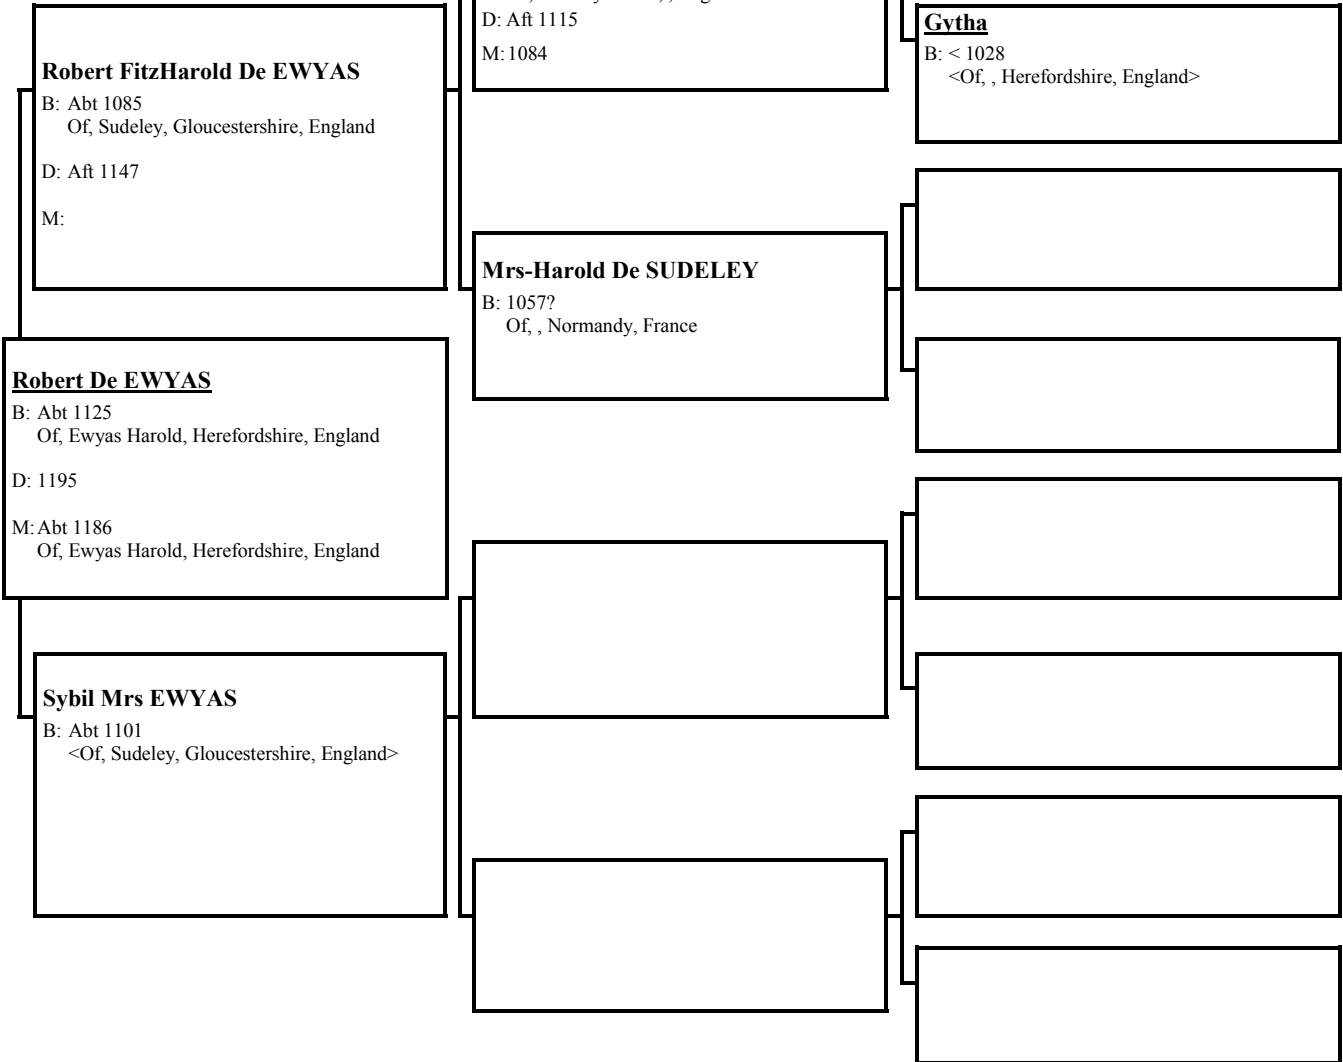 D: Aft 1115
M: 1084
Gytha
B: < 1028
<Of, , Herefordshire, England>
Robert FitzHarold De EWYAS
B: Abt 1085
Of, Sudeley, Gloucestershire, England
D: Aft 1147
M:
Mrs-Harold De SUDELEY
B: 1057?
Of, , Normandy, France
Robert De EWYAS
B: Abt 1125
Of, Ewyas Harold, Herefordshire, England
D: 1195
M: Abt 1186
Of, Ewyas Harold, Herefordshire, England
Sybil Mrs EWYAS
B: Abt 1101
<Of, Sudeley, Gloucestershire, England>